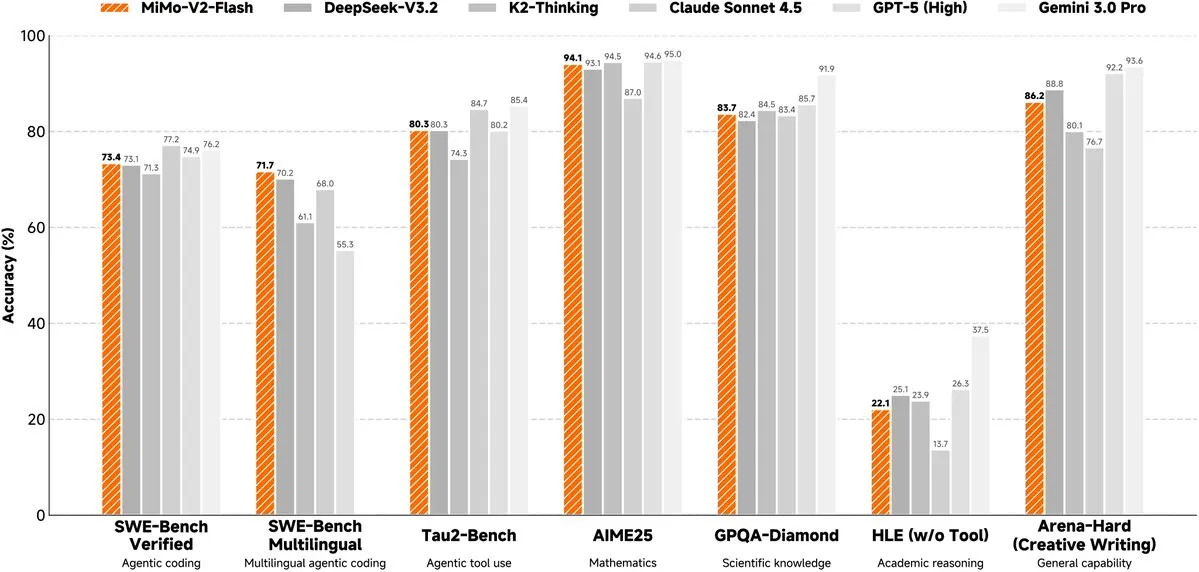 MiMo-V2-Flash DeepSeek-V3.2 K2-Thinking Claude Sonnet 4.5 GPT-5 (High) Gemini 3.0 Pro
Accuracy (%)
100
80
60
40
20
0
73.4 73.1 71.3 77.2 74.9 76.2
71.7 70.2 61.1 68.0 55.3
80.3 80.3 74.3 84.7 80.2 85.4
94.1 93.1 94.5 87.0 94.6 95.0
83.7 82.4 84.5 83.4 85.7 91.9
22.1 25.1 23.9 13.7 26.3 37.5
86.2 88.8 80.1 76.7 92.2 93.6
SWE-Bench
Verified
Agentic coding
SWE-Bench
Multilingual
Multilingual agentic coding
Tau2-Bench
Agentic tool use
AIME25
Mathematics
GPQA-Diamond
Scientific knowledge
HLE (w/o Tool)
Academic reasoning
Arena-Hard
(Creative Writing)
General capability